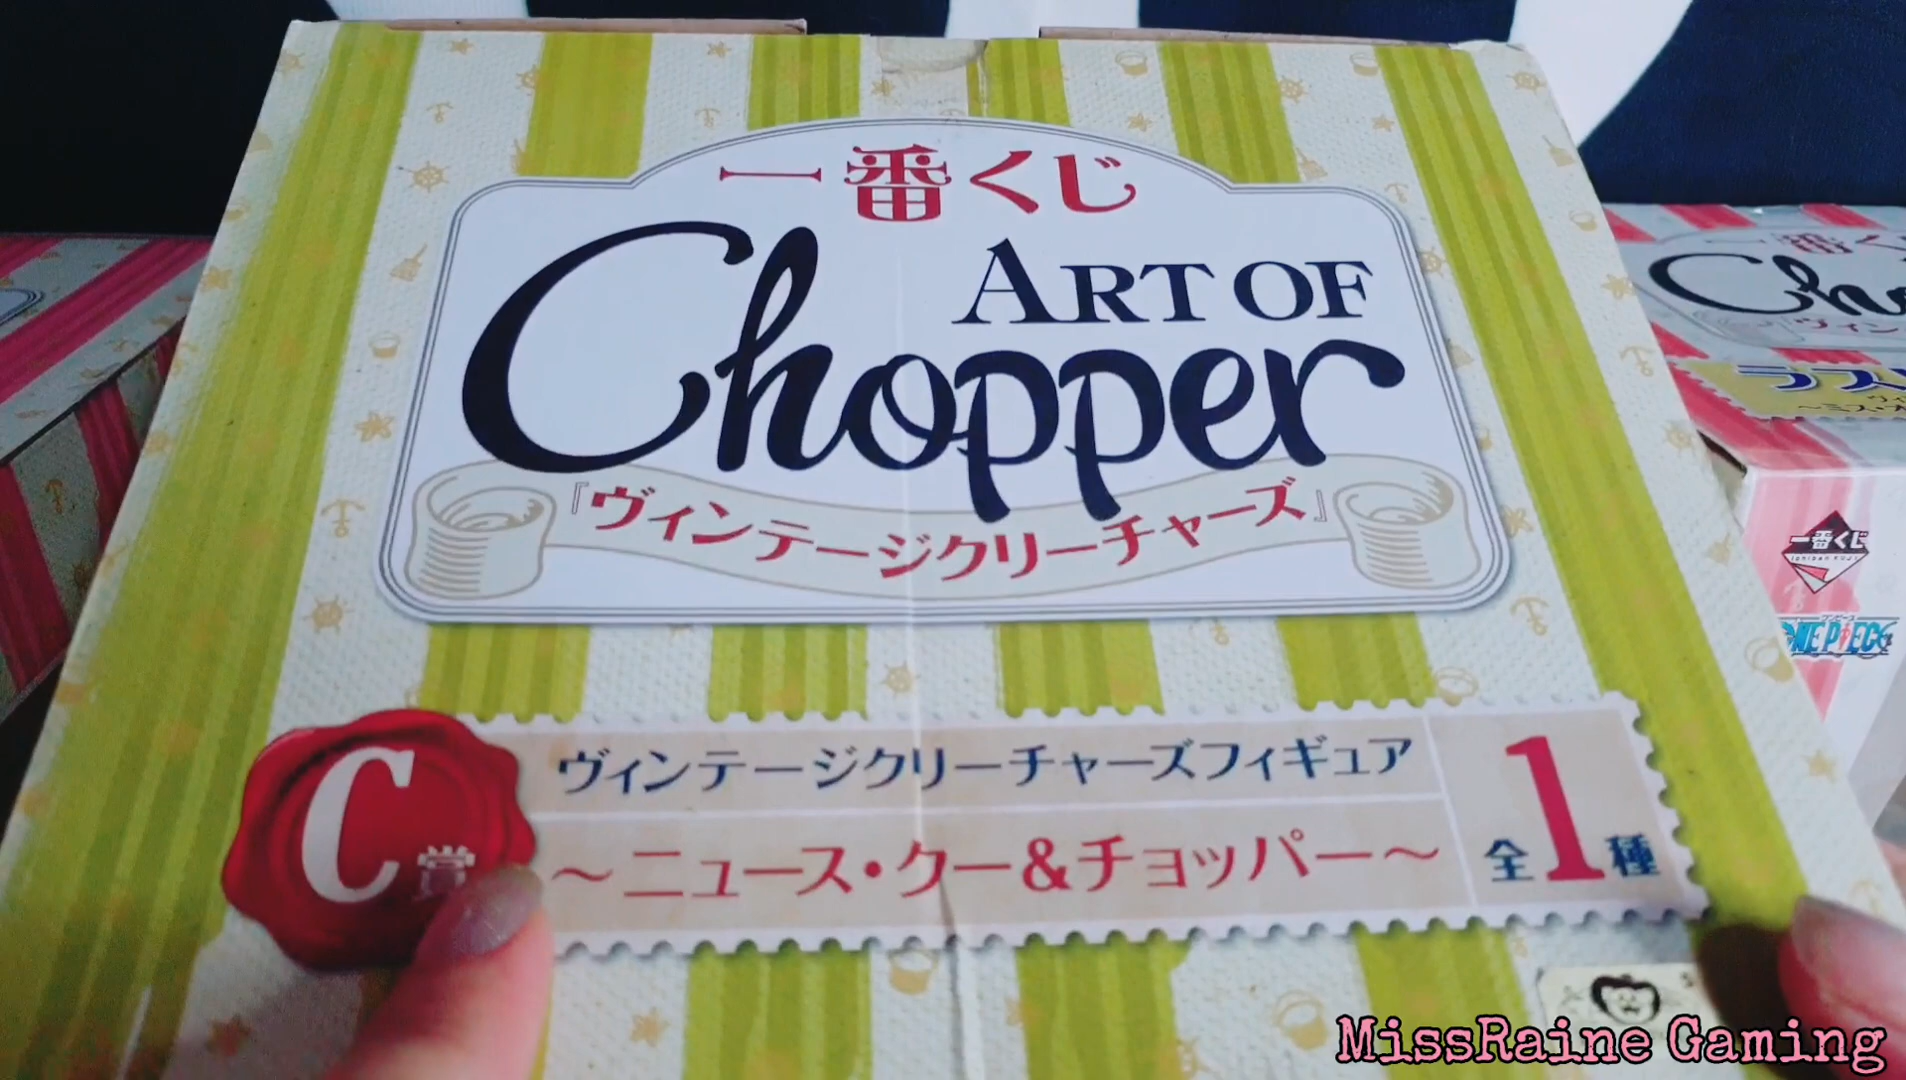 一番くじ
ART OF
Chopper
『ヴィンテージクリーチャーズ』
C賞
ヴィンテージクリーチャーズフィギュア
～ニュース・クー&チョッパー～
全1種
一番くじ
ONE PIECE
MissRaine Gaming